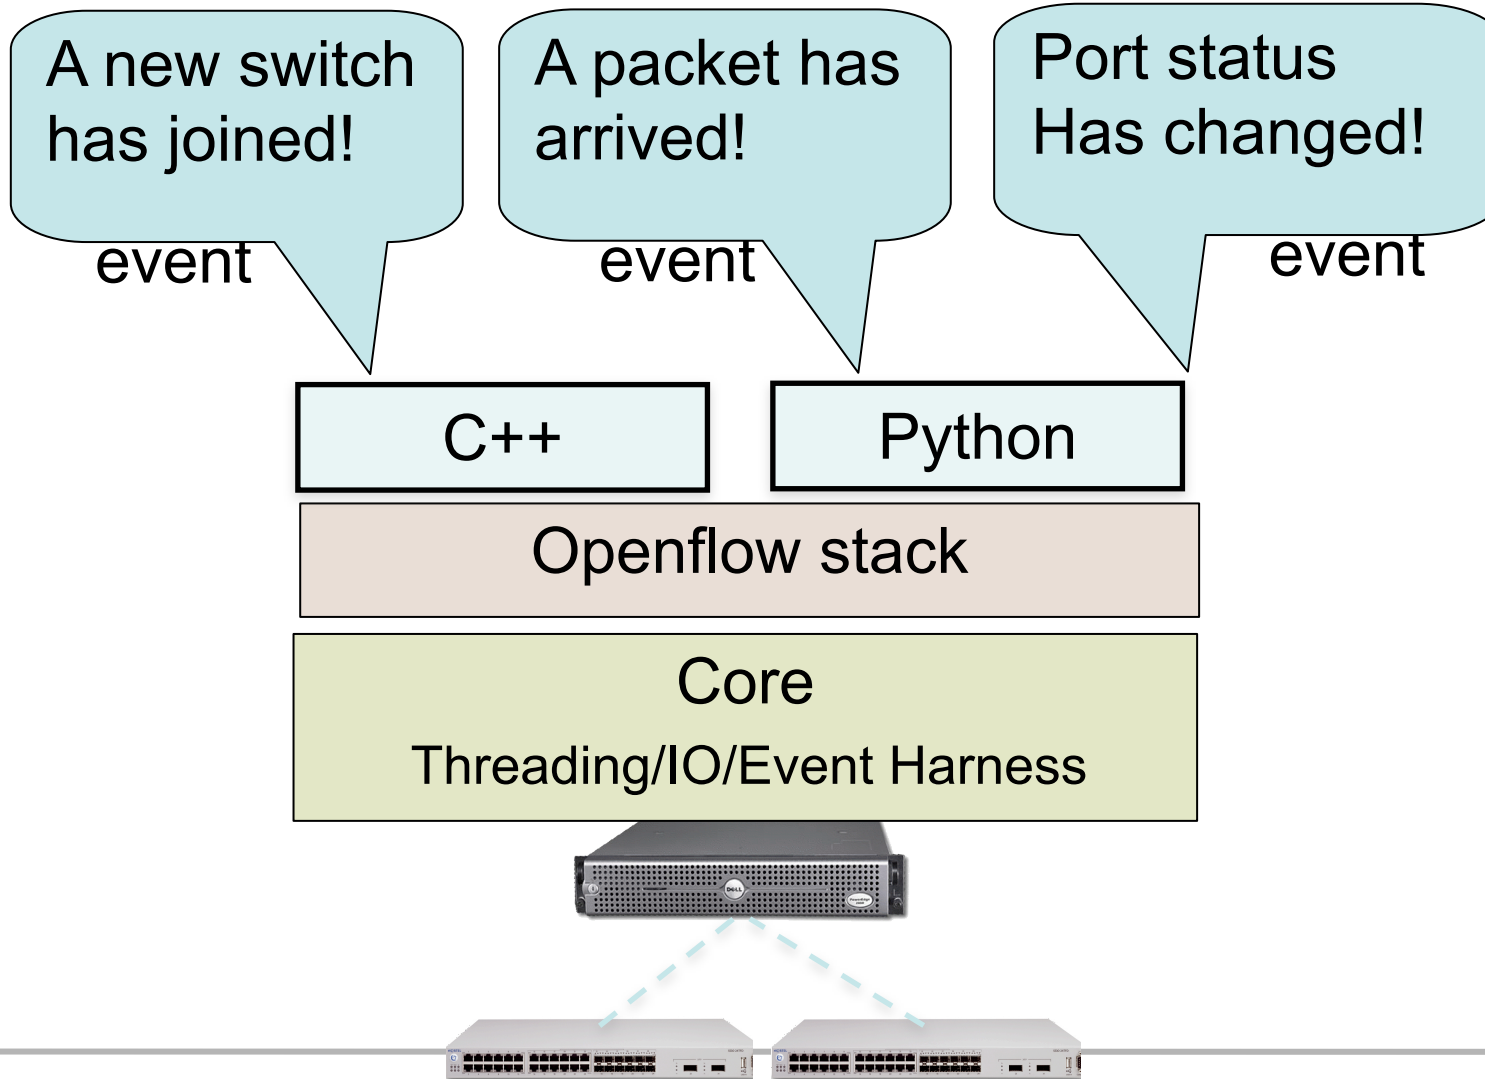 A new switch
has joined!
A packet has
arrived!
Port status
Has changed!
event
event
event
C++
Python
Openflow stack
Core
Threading/IO/Event Harness
DELL